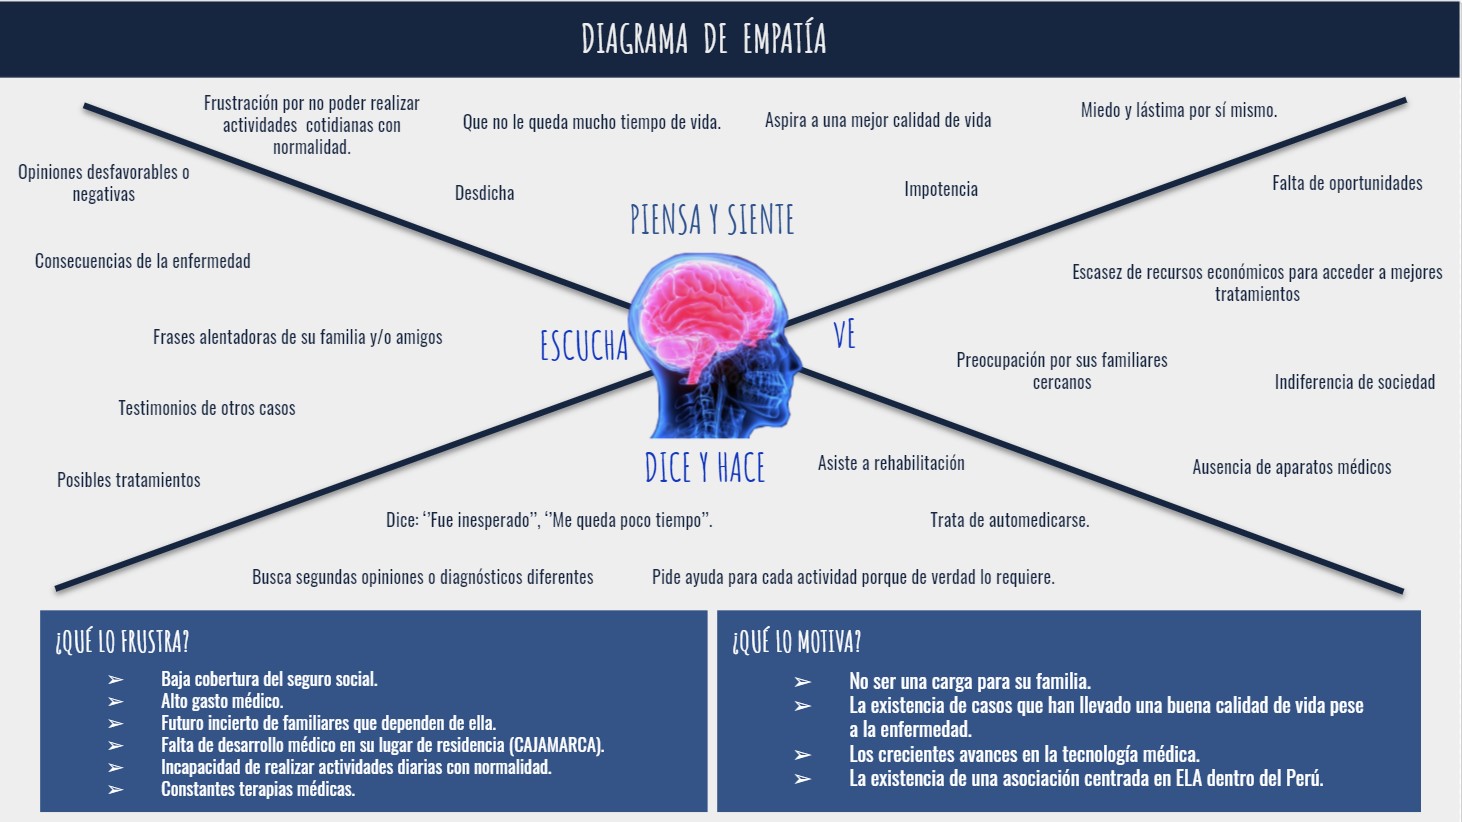 DIAGRAMA DE EMPATÍA
Frustración por no poder realizar
actividades cotidianas con
normalidad.
Que no le queda mucho tiempo de vida.
Aspira a una mejor calidad de vida
Miedo y lástima por sí mismo.
Desdicha
Impotencia
PIENSA Y SIENTE
Opiniones desfavorables o
negativas
Consecuencias de la enfermedad
Frases alentadoras de su familia y/o amigos
ESCUCHA
Testimonios de otros casos
Posibles tratamientos
Falta de oportunidades
Escasez de recursos económicos para acceder a mejores
tratamientos
vE
Preocupación por sus familiares
cercanos
Indiferencia de sociedad
Ausencia de aparatos médicos
DICE Y HACE
Asiste a rehabilitación
Dice: ‘’Fue inesperado’’, ‘’Me queda poco tiempo’’.
Trata de automedicarse.
Busca segundas opiniones o diagnósticos diferentes
Pide ayuda para cada actividad porque de verdad lo requiere.
¿QUÉ LO FRUSTRA?
➢ Baja cobertura del seguro social.
➢ Alto gasto médico.
➢ Futuro incierto de familiares que dependen de ella.
➢ Falta de desarrollo médico en su lugar de residencia (CAJAMARCA).
➢ Incapacidad de realizar actividades diarias con normalidad.
➢ Constantes terapias médicas.
¿QUÉ LO MOTIVA?
➢ No ser una carga para su familia.
➢ La existencia de casos que han llevado una buena calidad de vida pese
a la enfermedad.
➢ Los crecientes avances en la tecnología médica.
➢ La existencia de una asociación centrada en ELA dentro del Perú.